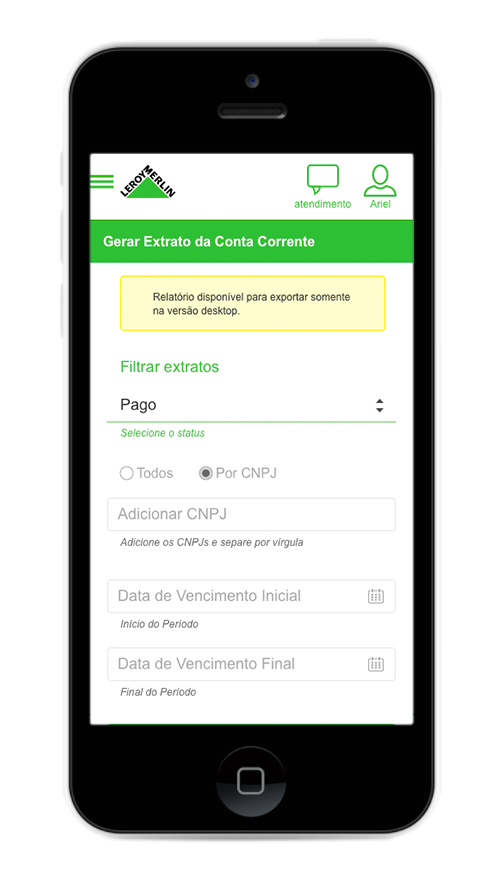 LEROY MERLIN
atendimento
Ariel
Gerar Extrato da Conta Corrente
Relatório disponível para exportar somente
na versão desktop.
Filtrar extratos
Pago
Selecione o status
Todos Por CNPJ
Adicionar CNPJ
Adicione os CNPJs e separe por vírgula
Data de Vencimento Inicial
Início do Período
Data de Vencimento Final
Final do Período